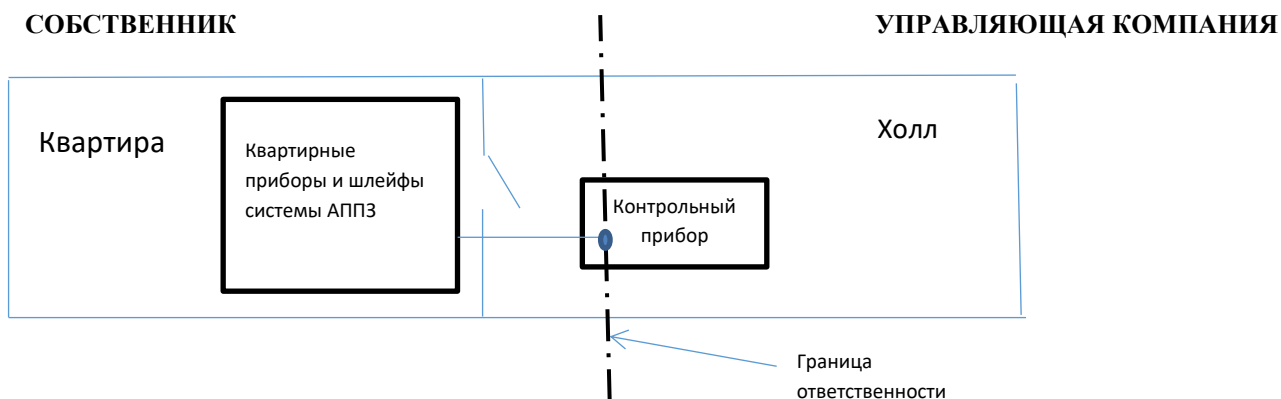 СОБСТВЕННИК
УПРАВЛЯЮЩАЯ КОМПАНИЯ
Квартира
Квартирные
приборы и шлейфы
системы АППЗ
Холл
Контрольный
прибор
Граница
ответственности